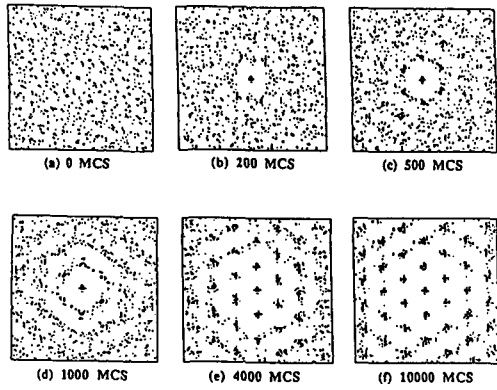 (a) 0 MCS
(b) 200 MCS
(c) 500 MCS
(d) 1000 MCS
(e) 4000 MCS
(f) 10000 MCS